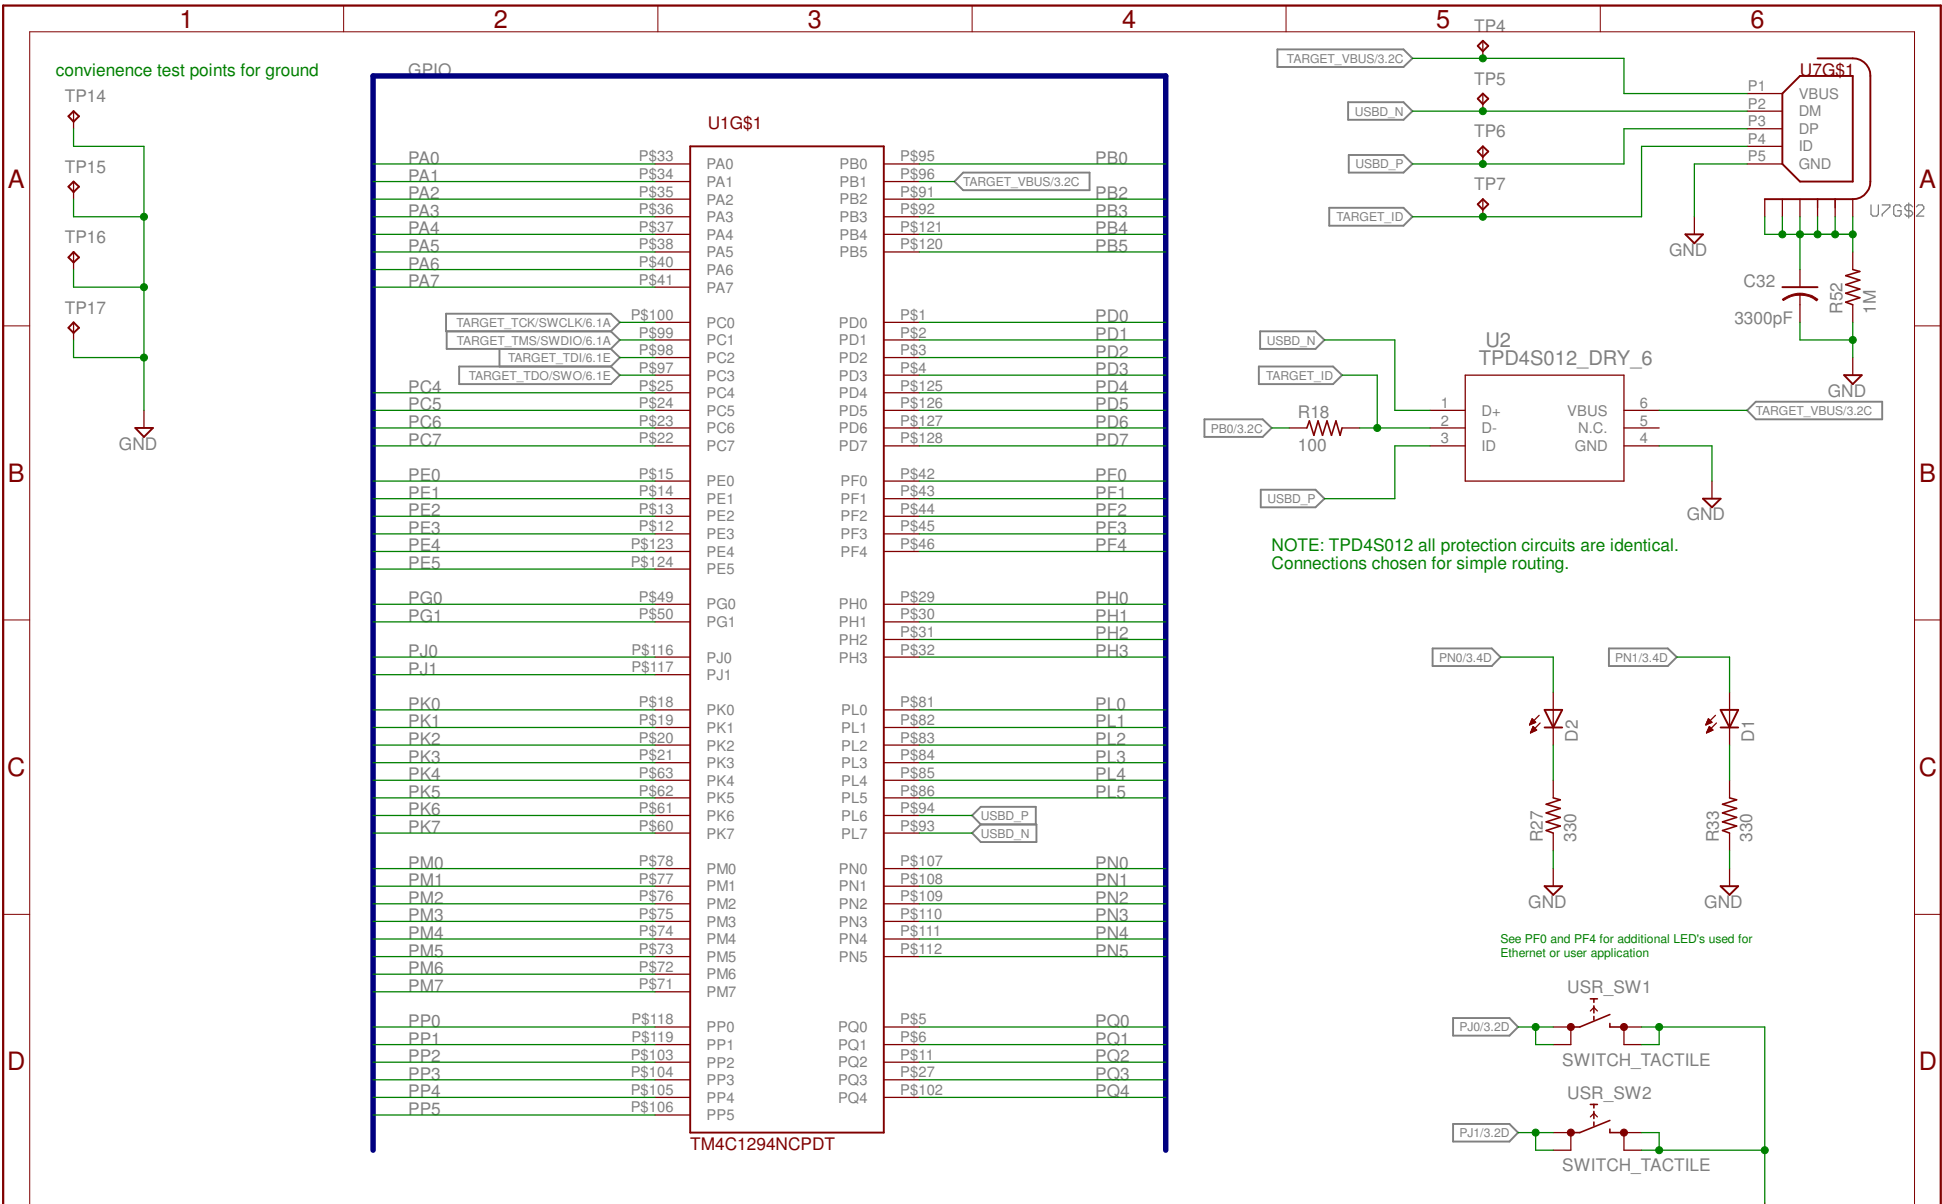 1 2 3 4 5 6
A
B
C
D
A
B
C
D
convienence test points for ground
TP14
TP15
TP16
TP17
GND
GPIO
U1G$1
PA0 P$33 PA0
PA1 P$34 PA1
PA2 P$35 PA2
PA3 P$36 PA3
PA4 P$37 PA4
PA5 P$38 PA5
PA6 P$40 PA6
PA7 P$41 PA7
TARGET_TCK/SWCLK/6.1A P$100 PC0
TARGET_TMS/SWDIO/6.1A P$99 PC1
TARGET_TDI/6.1E P$98 PC2
TARGET_TDO/SWO/6.1E P$97 PC3
PC4 P$25 PC4
PC5 P$24 PC5
PC6 P$23 PC6
PC7 P$22 PC7
PE0 P$15 PE0
PE1 P$14 PE1
PE2 P$13 PE2
PE3 P$12 PE3
PE4 P$123 PE4
PE5 P$124 PE5
PG0 P$49 PG0
PG1 P$50 PG1
PJ0 P$116 PJ0
PJ1 P$117 PJ1
PK0 P$18 PK0
PK1 P$19 PK1
PK2 P$20 PK2
PK3 P$21 PK3
PK4 P$63 PK4
PK5 P$62 PK5
PK6 P$61 PK6
PK7 P$60 PK7
PM0 P$78 PM0
PM1 P$77 PM1
PM2 P$76 PM2
PM3 P$75 PM3
PM4 P$74 PM4
PM5 P$73 PM5
PM6 P$72 PM6
PM7 P$71 PM7
PP0 P$118 PP0
PP1 P$119 PP1
PP2 P$103 PP2
PP3 P$104 PP3
PP4 P$105 PP4
PP5 P$106 PP5
PB0 P$95 PB0
PB1 P$96 TARGET_VBUS/3.2C
PB2 P$91 PB2
PB3 P$92 PB3
PB4 P$121 PB4
PB5 P$120 PB5
PD0 P$1 PD0
PD1 P$2 PD1
PD2 P$3 PD2
PD3 P$4 PD3
PD4 P$125 PD4
PD5 P$126 PD5
PD6 P$127 PD6
PD7 P$128 PD7
PF0 P$42 PF0
PF1 P$43 PF1
PF2 P$44 PF2
PF3 P$45 PF3
PF4 P$46 PF4
PH0 P$29 PH0
PH1 P$30 PH1
PH2 P$31 PH2
PH3 P$32 PH3
PL0 P$81 PL0
PL1 P$82 PL1
PL2 P$83 PL2
PL3 P$84 PL3
PL4 P$85 PL4
PL5 P$86 PL5
PL6 P$94 USBD_P
PL7 P$93 USBD_N
PN0 P$107 PN0
PN1 P$108 PN1
PN2 P$109 PN2
PN3 P$110 PN3
PN4 P$111 PN4
PN5 P$112 PN5
PQ0 P$5 PQ0
PQ1 P$6 PQ1
PQ2 P$11 PQ2
PQ3 P$27 PQ3
PQ4 P$102 PQ4
TM4C1294NCPDT
TP4
TARGET_VBUS/3.2C
TP5
USBD_N
TP6
USBD_P
TP7
TARGET_ID
U7G$1
P1 VBUS
P2 DM
P3 DP
P4 ID
P5 GND
U7G$2
GND
C32
3300pF
R52
1M
GND
USBD_N
TARGET_ID
PB0/3.2C
R18
100
USBD_P
U2
TPD4S012_DRY_6
1 D+ VBUS 6
2 D- N.C. 5
3 ID GND 4
TARGET_VBUS/3.2C
GND
NOTE: TPD4S012 all protection circuits are identical.
Connections chosen for simple routing.
PN0/3.4D
PN1/3.4D
D2
D1
R27
330
R33
330
GND
GND
See PF0 and PF4 for additional LED's used for
Ethernet or user application
USR_SW1
PJ0/3.2D
SWITCH_TACTILE
USR_SW2
PJ1/3.2D
SWITCH_TACTILE